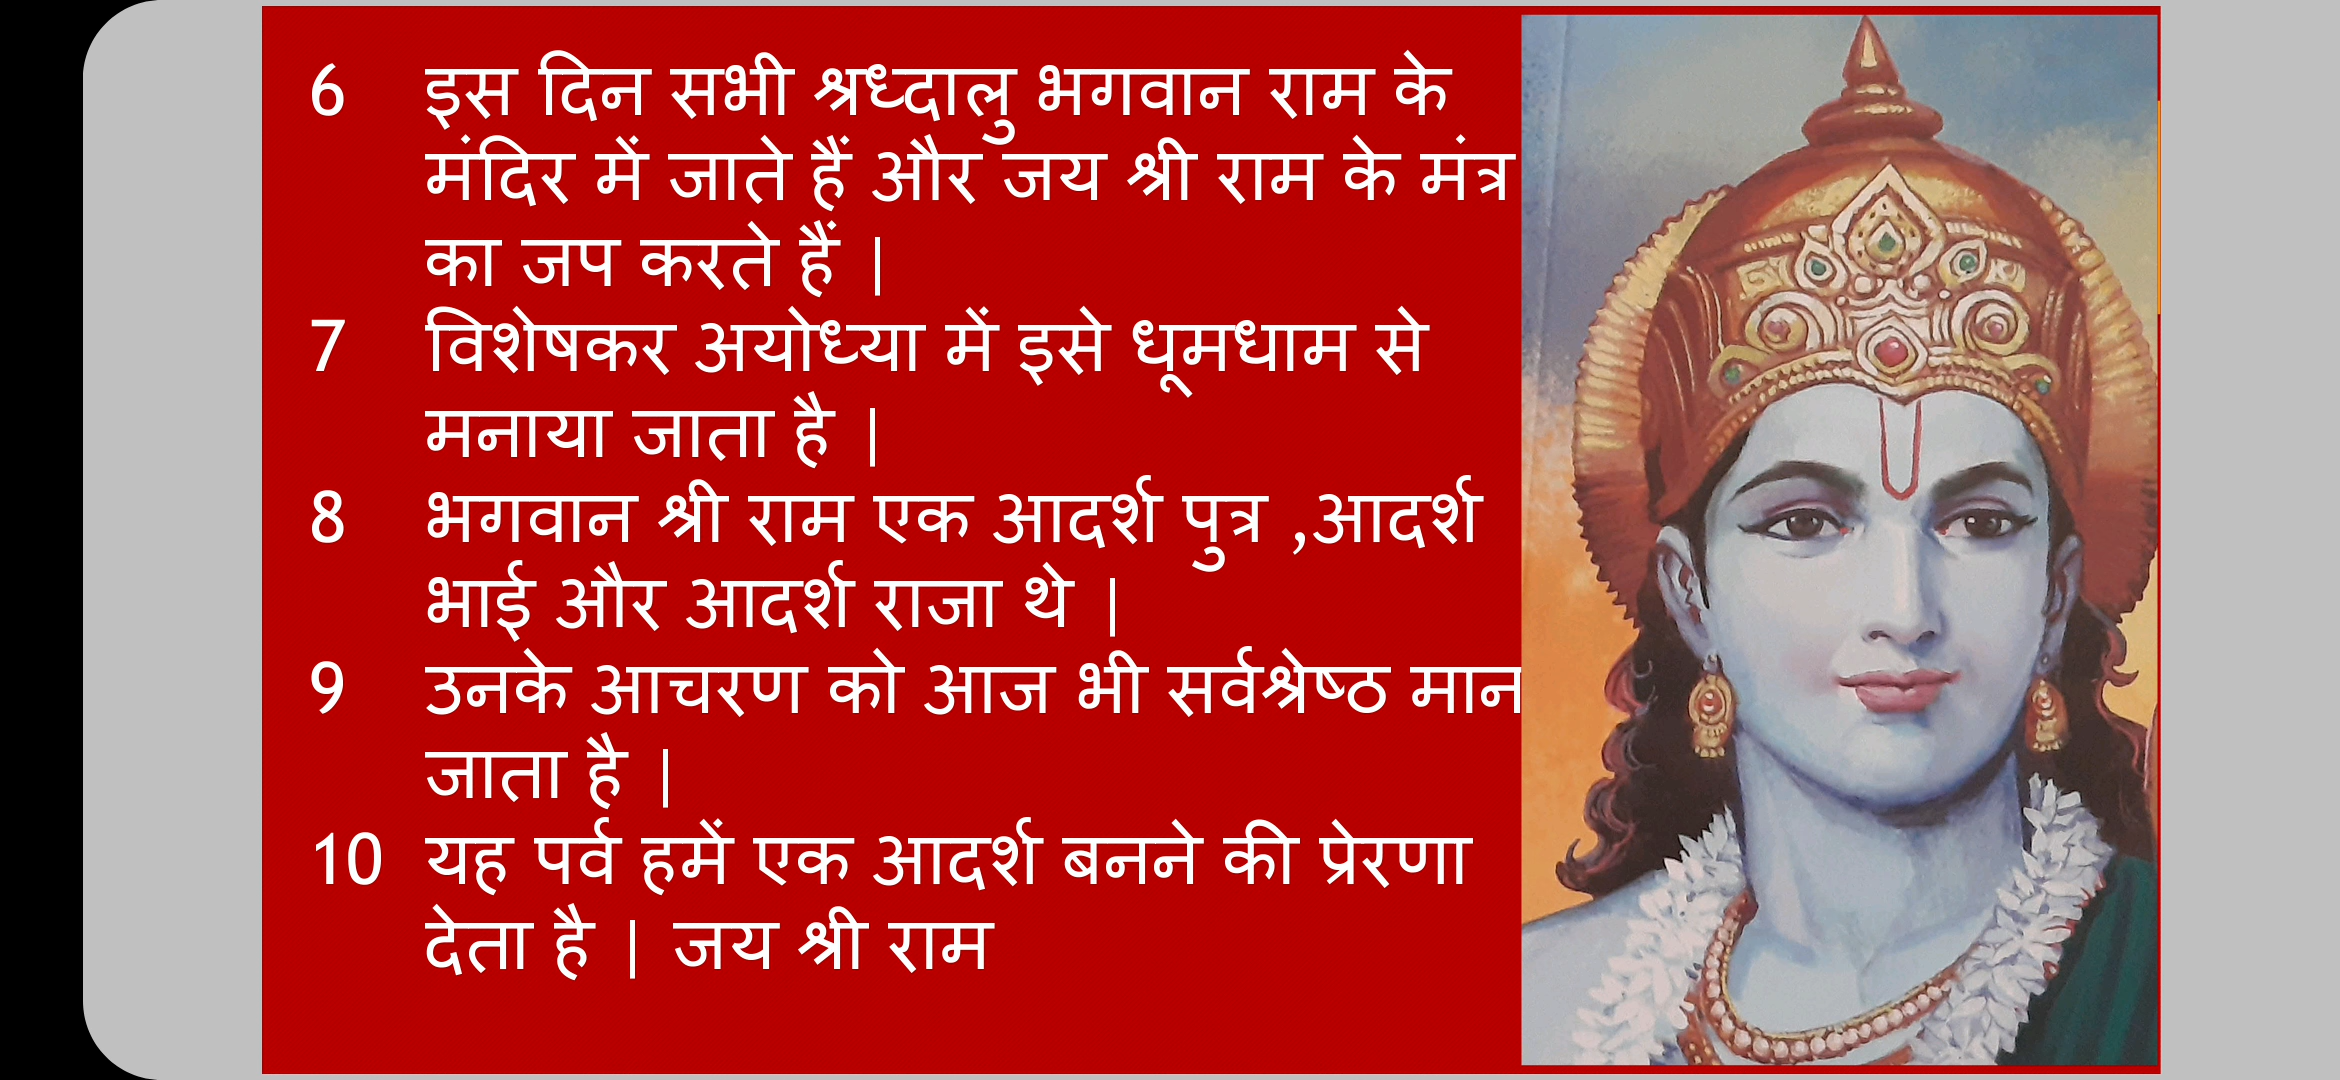 6 इस दिन सभी श्रध्दालु भगवान राम के
मंदिर में जाते हैं और जय श्री राम के मंत्र
का जप करते हैं |
7 विशेषकर अयोध्या में इसे धूमधाम से
मनाया जाता है |
8 भगवान श्री राम एक आदर्श पुत्र ,आदर्श
भाई और आदर्श राजा थे |
9 उनके आचरण को आज भी सर्वश्रेष्ठ मान
जाता है |
10 यह पर्व हमें एक आदर्श बनने की प्रेरणा
देता है | जय श्री राम